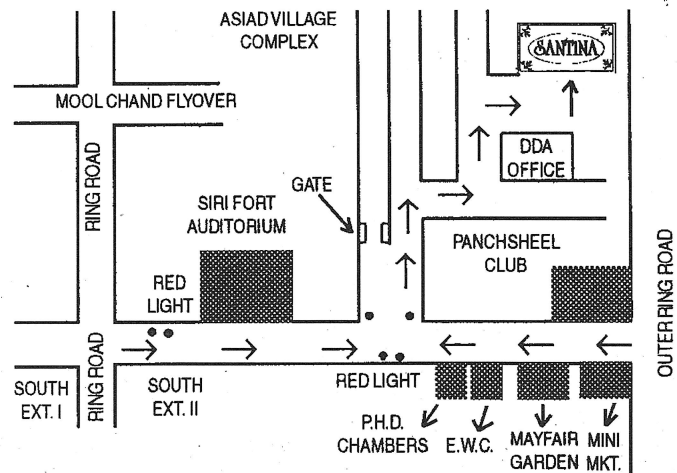 ASIAD VILLAGE
COMPLEX
SANTINA
MOOL CHAND FLYOVER
DDA
OFFICE
RING ROAD
GATE
SIRI FORT
AUDITORIUM
PANCHSHEEL
CLUB
RED
LIGHT
OUTER RING ROAD
RING ROAD
SOUTH
EXT. I
SOUTH
EXT. II
RED LIGHT
P.H.D.
CHAMBERS
E.W.C.
MAYFAIR
GARDEN
MINI
MKT.